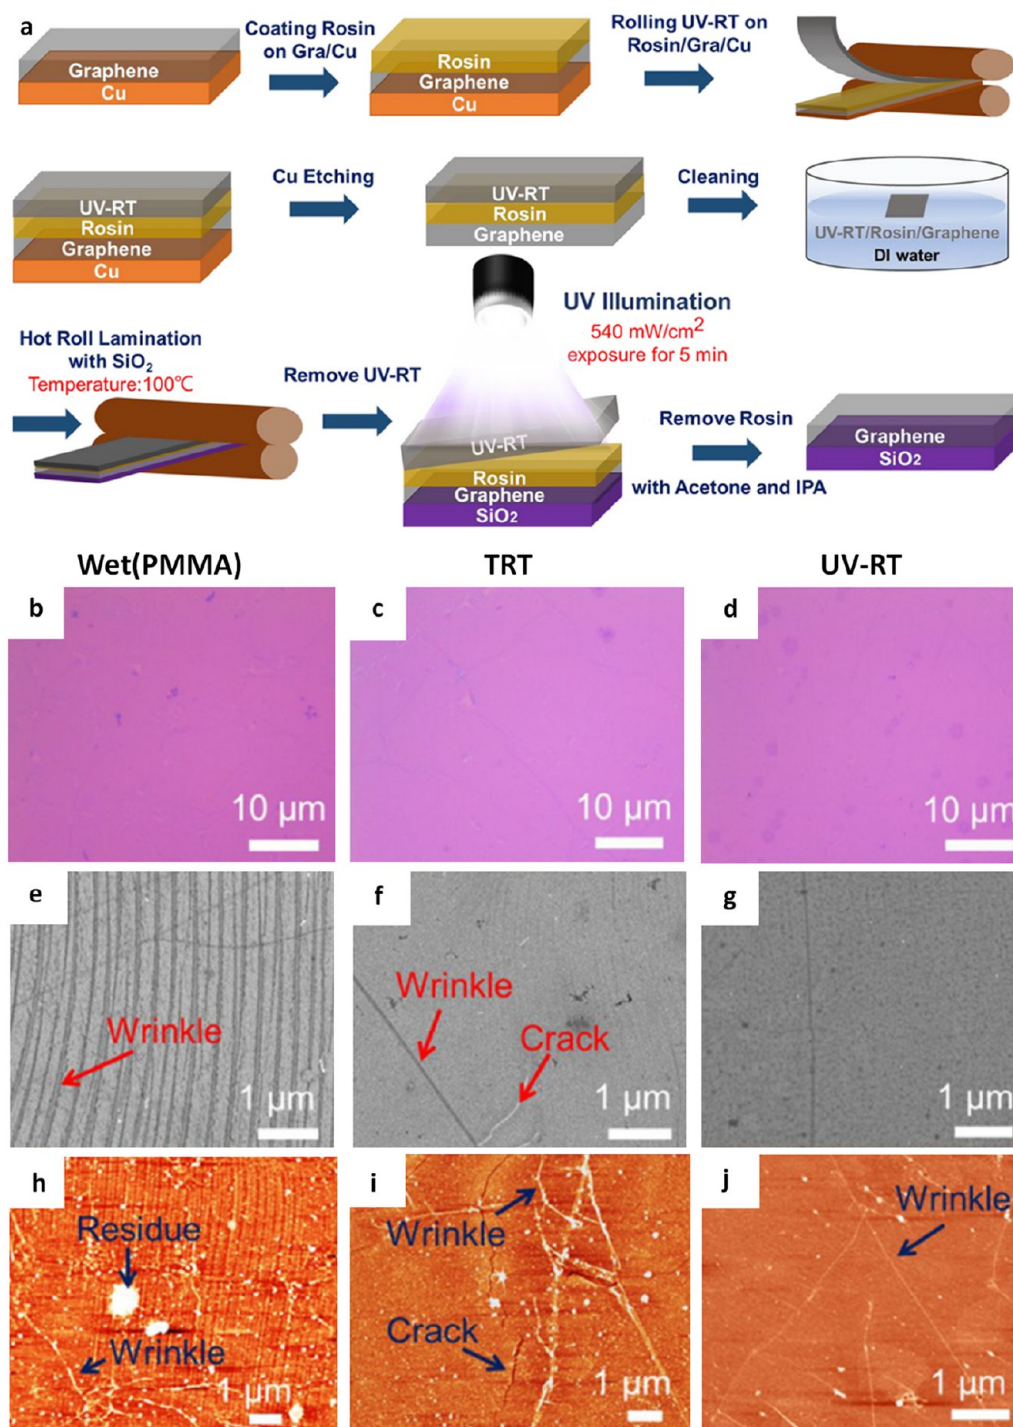 a
Coating Rosin
on Gra/Cu
Rolling UV-RT on
Rosin/Gra/Cu
Graphene
Cu
Rosin
Graphene
Cu
UV-RT
Rosin
Graphene
Cu
Cu Etching
UV-RT
Rosin
Graphene
Cleaning
UV-RT/Rosin/Graphene
DI water
Hot Roll Lamination
with SiO₂
Temperature:100℃
Remove UV-RT
UV Illumination
540 mW/cm²
exposure for 5 min
UV-RT
Rosin
Graphene
SiO₂
Remove Rosin
with Acetone and IPA
Graphene
SiO₂
Wet(PMMA)
TRT
UV-RT
b
10 µm
c
10 µm
d
10 µm
e
Wrinkle
1 µm
f
Wrinkle
Crack
1 µm
g
1 µm
h
Residue
Wrinkle
1 µm
i
Wrinkle
Crack
1 µm
j
Wrinkle
1 µm